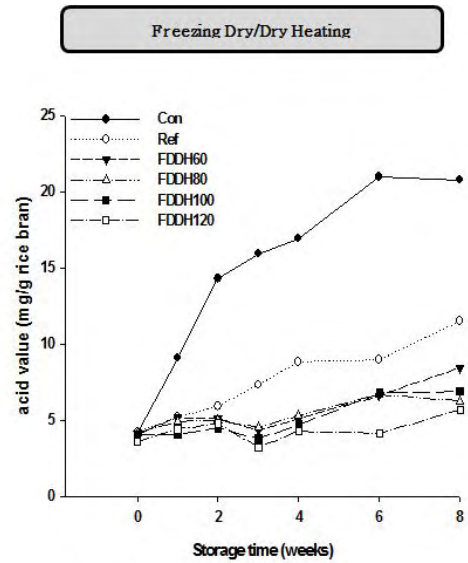 Freezing Dry/Dry Heating
25
20
15
10
5
0
acid value (mg/g rice bran)
Con
Ref
FDDH60
FDDH80
FDDH100
FDDH120
0 2 4 6 8
Storage time (weeks)